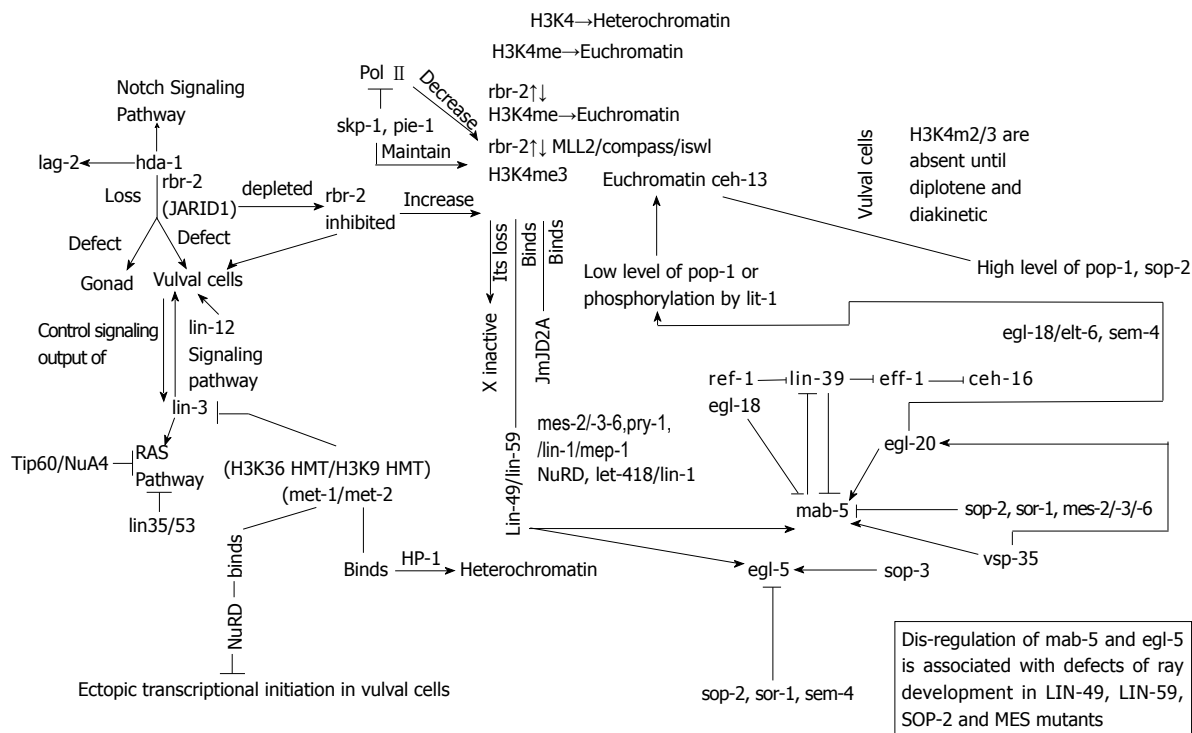 H3K4→Heterochromatin
H3K4me→Euchromatin
Pol II
Decrease
rbr-2↑↓
H3K4me→Euchromatin
skp-1, pie-1
Maintain
rbr-2↑↓ MLL2/compass/iswl
H3K4me3
Notch Signaling
Pathway
lag-2
hda-1
rbr-2
(JARID1)
Loss
depleted
rbr-2
inhibited
Increase
Defect
Defect
Gonad
Vulval cells
Control signaling
output of
lin-12
Signaling
pathway
lin-3
Tip60/NuA4
RAS
Pathway
lin35/53
(H3K36 HMT/H3K9 HMT)
(met-1/met-2
binds
NuRD
Binds
HP-1
Heterochromatin
Ectopic transcriptional initiation in vulval cells
Its loss
X inactive
Binds
Lin-49/lin-59
Binds
JmJD2A
mes-2/-3-6,pry-1,
/lin-1/mep-1
NuRD, let-418/lin-1
Euchromatin ceh-13
Vulval cells
H3K4m2/3 are
absent until
diplotene and
diakinetic
Low level of pop-1 or
phosphorylation by lit-1
High level of pop-1, sop-2
egl-18/elt-6, sem-4
ref-1
lin-39
eff-1
ceh-16
egl-18
egl-20
mab-5
sop-2, sor-1, mes-2/-3/-6
vsp-35
egl-5
sop-3
sop-2, sor-1, sem-4
Dis-regulation of mab-5 and egl-5
is associated with defects of ray
development in LIN-49, LIN-59,
SOP-2 and MES mutants